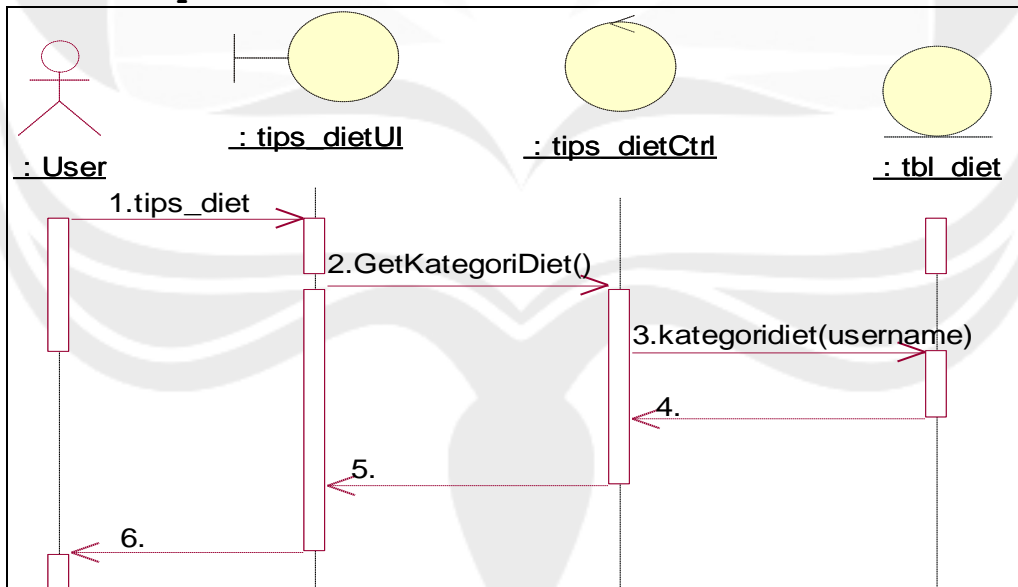 : User
: tips_dietUI
: tips_dietCtrl
: tbl_diet
1.tips_diet
2.GetKategoriDiet()
3.kategoridiet(username)
4.
5.
6.